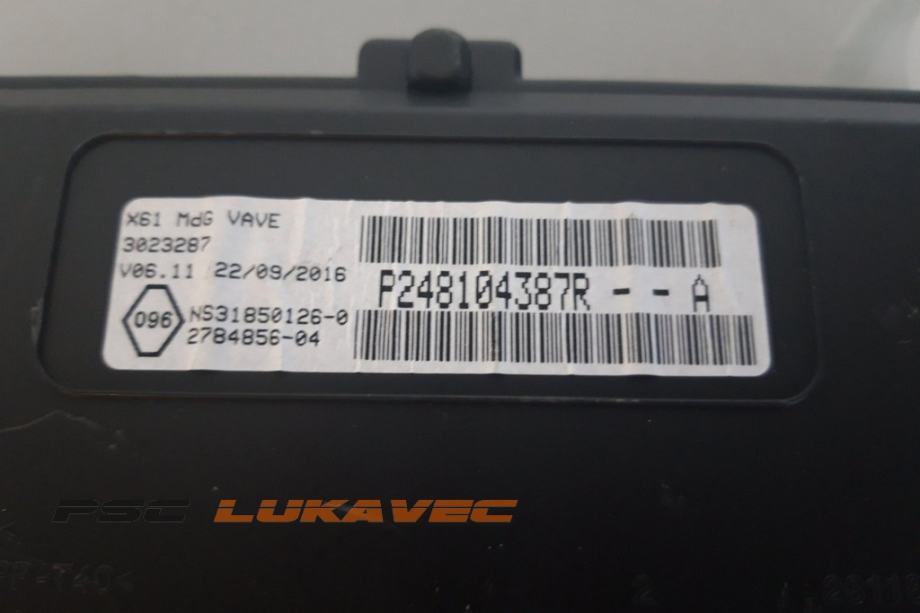 X61 MdG VAVE
3023287
V06.11 22/09/2016
096
NS31850126-0
2784856-04
P248104387R - - A
PSC LUKAVEC